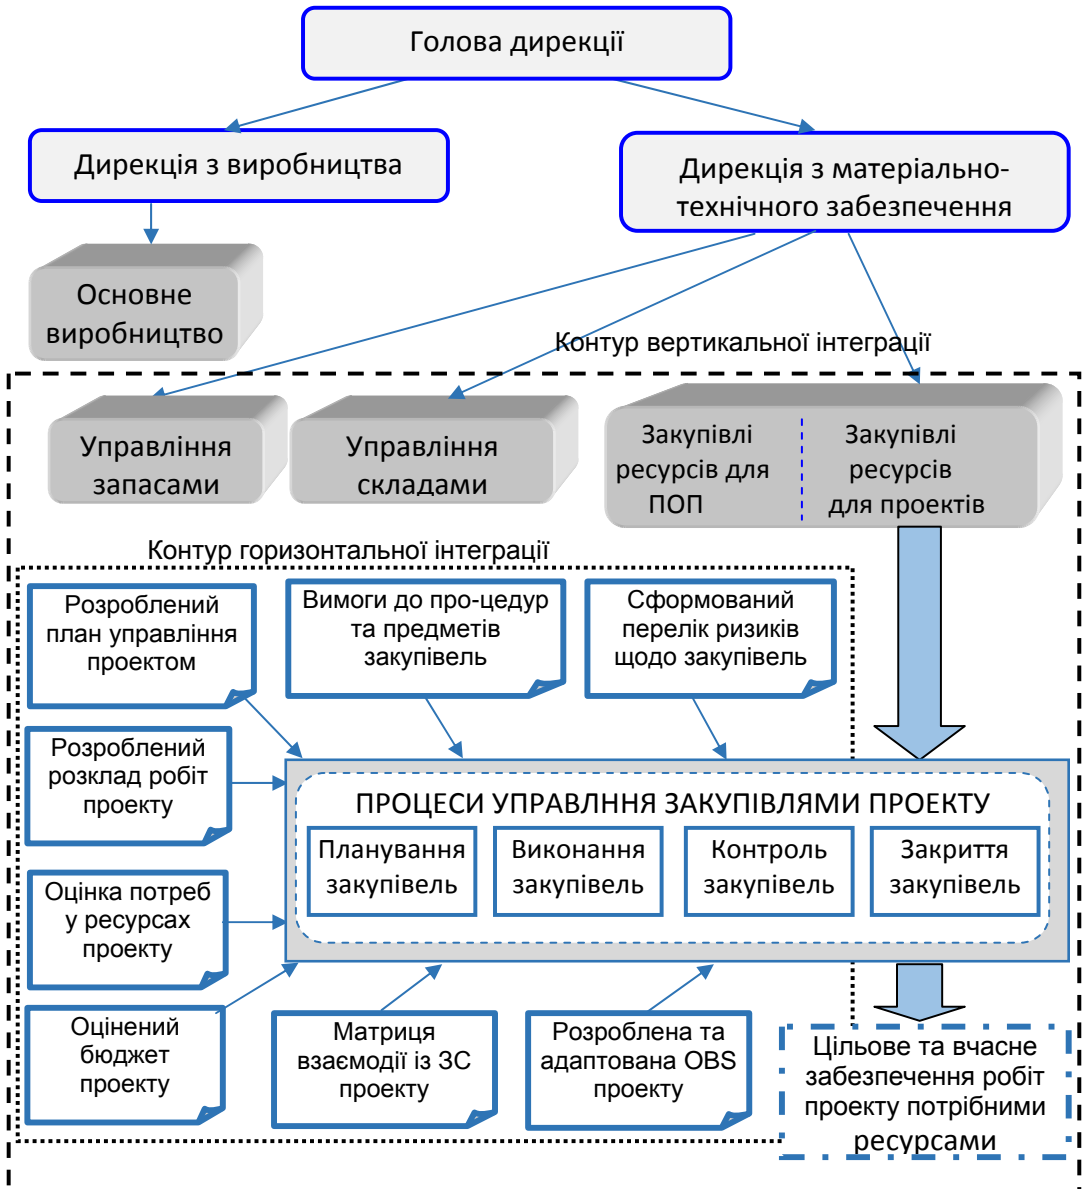 Голова дирекції
Дирекція з виробництва
Дирекція з матеріально-
технічного забезпечення
Основне
виробництво
Контур вертикальної інтеграції
Управління
запасами
Управління
складами
Закупівлі
ресурсів для
ПОП
Закупівлі
ресурсів
для проектів
Контур горизонтальної інтеграції
Розроблений
план управління
проектом
Вимоги до про-цедур
та предметів
закупівель
Сформований
перелік ризиків
щодо закупівель
Розроблений
розклад робіт
проекту
ПРОЦЕСИ УПРАВЛННЯ ЗАКУПІВЛЯМИ ПРОЕКТУ
Планування
закупівель
Виконання
закупівель
Контроль
закупівель
Закриття
закупівель
Оцінка потреб
у ресурсах
проекту
Оцінений
бюджет
проекту
Матриця
взаємодії із ЗС
проекту
Розроблена та
адаптована OBS
проекту
Цільове та вчасне
забезпечення робіт
проекту потрібними
ресурсами